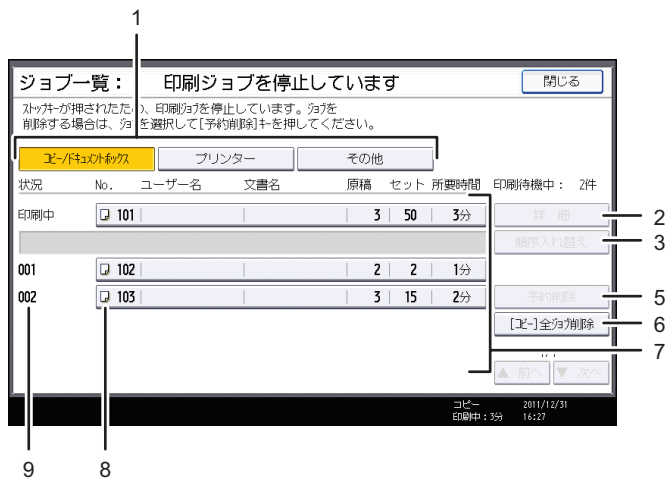 1
ジョブ一覧： 印刷ジョブを停止しています 閉じる
ストップキーが押されたため、印刷ジョブを停止しています。ジョブを
削除する場合は、ジョブを選択して[予約削除]キーを押してください。
コピー/ドキュメントボックス プリンター その他
状況 No. ユーザー名 文書名 原稿 セット 所要時間 印刷待機中： 2件
印刷中 101 3 50 3分 詳 細 2
順序入れ替え 3
001 102 2 2 1分
002 103 3 15 2分 予約削除 5
[コピー]全ジョブ削除 6
7
▲ 前へ ▼ 次へ
コピー 2011/12/31
印刷中：3分 16:27
9 8